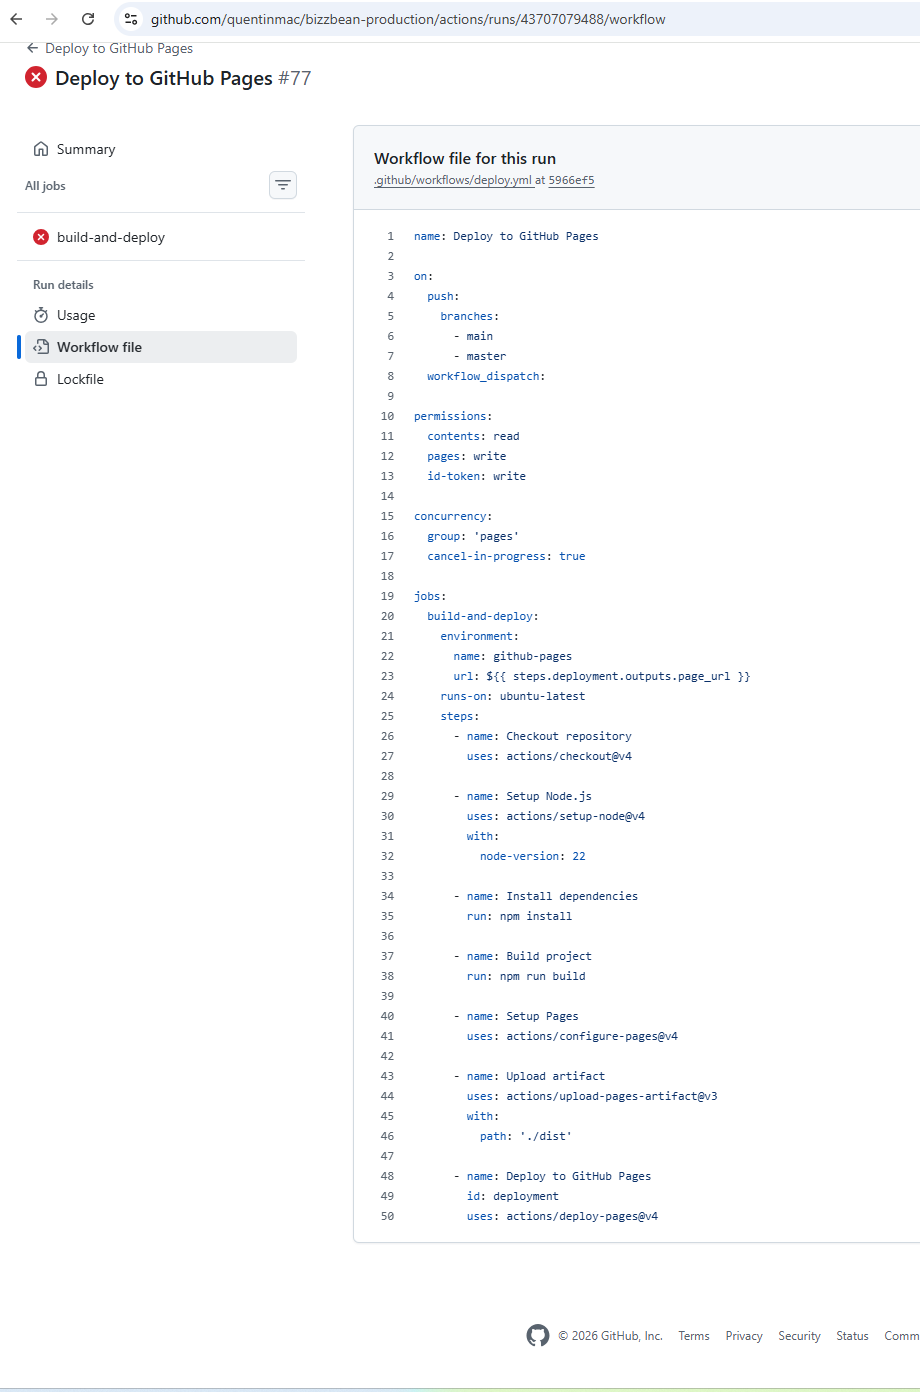 github.com/quentinmac/bizzbean-production/actions/runs/43707079488/workflow
Deploy to GitHub Pages
Deploy to GitHub Pages #77
Summary
All jobs
build-and-deploy
Run details
Usage
Workflow file
Lockfile
Workflow file for this run
.github/workflows/deploy.yml at 5966ef5
1 name: Deploy to GitHub Pages
2
3 on:
4   push:
5     branches:
6       - main
7       - master
8   workflow_dispatch:
9
10 permissions:
11   contents: read
12   pages: write
13   id-token: write
14
15 concurrency:
16   group: 'pages'
17   cancel-in-progress: true
18
19 jobs:
20   build-and-deploy:
21     environment:
22       name: github-pages
23       url: ${{ steps.deployment.outputs.page_url }}
24     runs-on: ubuntu-latest
25     steps:
26       - name: Checkout repository
27         uses: actions/checkout@v4
28
29       - name: Setup Node.js
30         uses: actions/setup-node@v4
31         with:
32           node-version: 22
33
34       - name: Install dependencies
35         run: npm install
36
37       - name: Build project
38         run: npm run build
39
40       - name: Setup Pages
41         uses: actions/configure-pages@v4
42
43       - name: Upload artifact
44         uses: actions/upload-pages-artifact@v3
45         with:
46           path: './dist'
47
48       - name: Deploy to GitHub Pages
49         id: deployment
50         uses: actions/deploy-pages@v4
© 2026 GitHub, Inc. Terms Privacy Security Status Comm